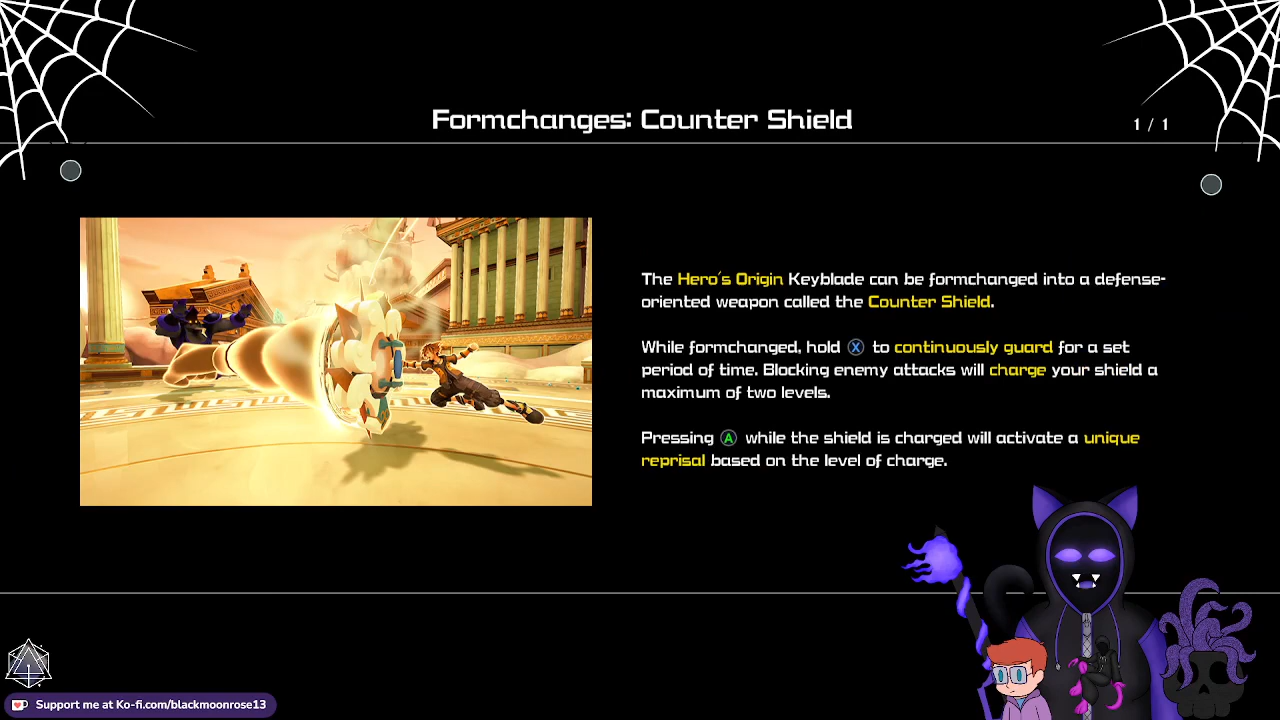 Formchanges: Counter Shield
1 / 1
The Hero's Origin Keyblade can be formchanged into a defense-
oriented weapon called the Counter Shield.
While formchanged, hold X to continuously guard for a set
period of time. Blocking enemy attacks will charge your shield a
maximum of two levels.
Pressing A while the shield is charged will activate a unique
reprisal based on the level of charge.
Support me at Ko-fi.com/blackmoonrose13